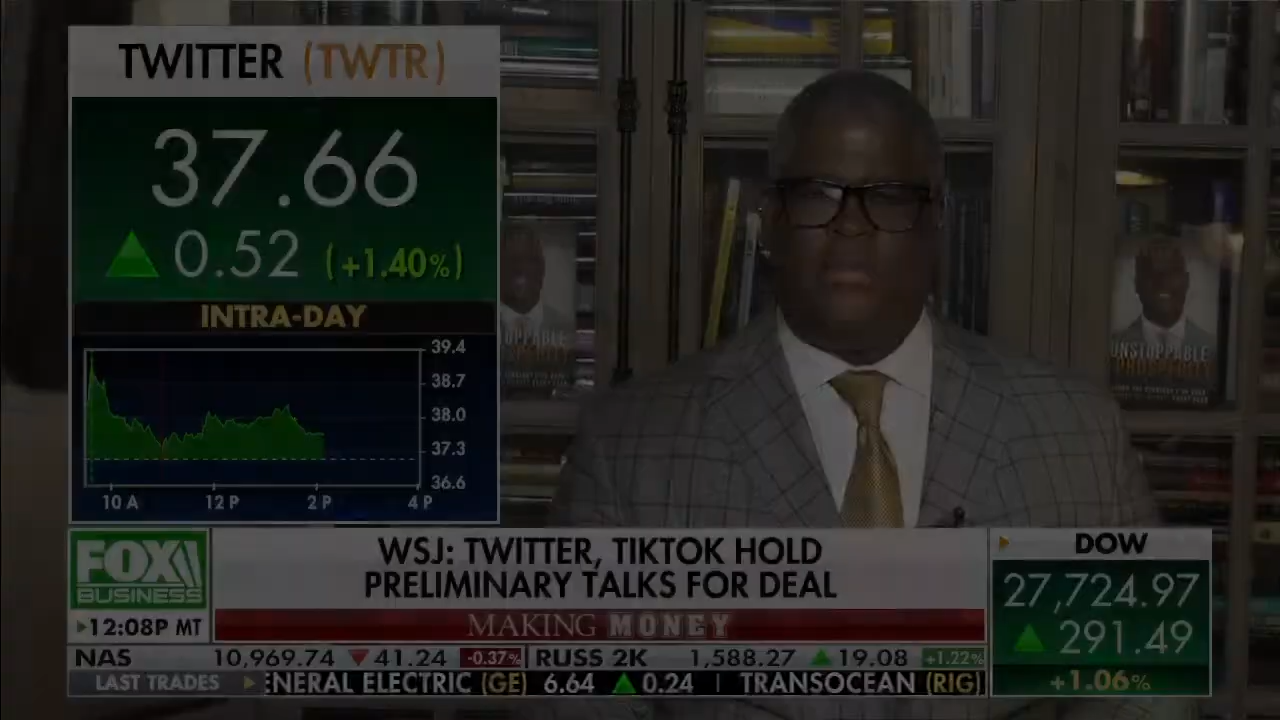 TWITTER (TWTR)
37.66
▲ 0.52 (+1.40%)
INTRA-DAY
39.4
38.7
38.0
37.3
36.6
10 A 12 P 2 P 4 P
UNSTOPPABLE
PROSPERITY
FOX
BUSINESS
12:08P MT
WSJ: TWITTER, TIKTOK HOLD
PRELIMINARY TALKS FOR DEAL
MAKING MONEY
DOW
27,724.97
▲ 291.49
+1.06%
NAS 10,969.74 ▼ 41.24 -0.37% RUSS 2K 1,588.27 ▲ 19.08 +1.22%
LAST TRADES ENERAL ELECTRIC (GE) 6.64 ▲ 0.24 | TRANSOCEAN (RIG)